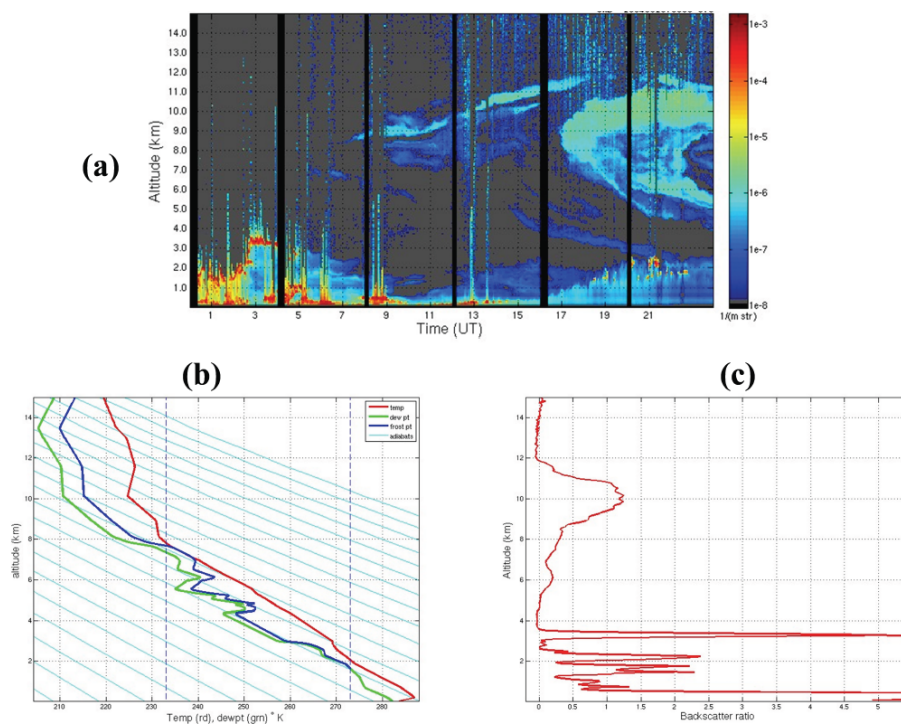 1e-3
14.0
13.0
12.0
1e-4
11.0
10.0
9.0
1e-5
8.0
7.0
6.0
1e-6
5.0
4.0
3.0
1e-7
2.0
1.0
1e-8
(a)
Altitude (km)
1 3 5 7 9 11 13 15 17 19 21
1/(m str)
Time (UT)
(b)
temp
dew pt
frost pt
adiabats
14
12
10
8
6
4
2
altitude (km)
210 220 230 240 250 260 270 280
Temp (rd), dewpt (grn) ° K
(c)
14
12
10
8
6
4
2
Altitude (km)
0 0.5 1 1.5 2 2.5 3 3.5 4 4.5 5
Backscatter ratio